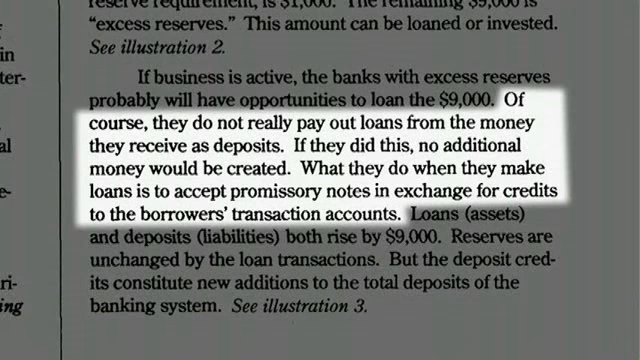 reserve requirement, is $1,000. The remaining $9,000 is
"excess reserves." This amount can be loaned or invested.
See illustration 2.
If business is active, the banks with excess reserves
probably will have opportunities to loan the $9,000. Of
course, they do not really pay out loans from the money
they receive as deposits. If they did this, no additional
money would be created. What they do when they make
loans is to accept promissory notes in exchange for credits
to the borrowers' transaction accounts. Loans (assets)
and deposits (liabilities) both rise by $9,000. Reserves are
unchanged by the loan transactions. But the deposit cred-
its constitute new additions to the total deposits of the
banking system. See illustration 3.
in
ter-
al
e-
ri-
ing